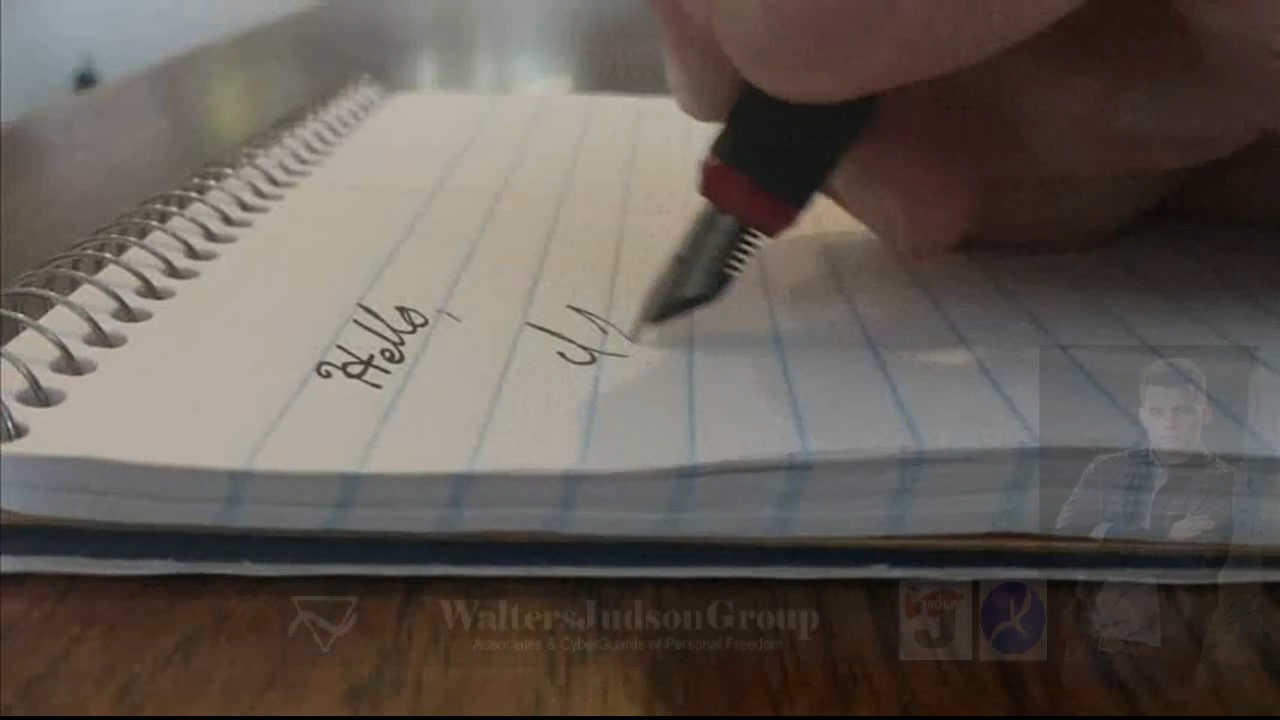 Hello,
WaltersJudsonGroup
Associates & CyberGuards of Personal Freedom